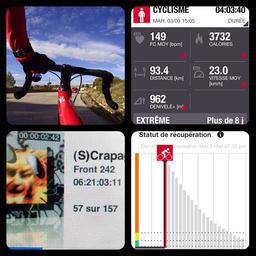 CYCLISME
MAR. 03/03 15:05
04:03:40
DURÉE
149
FC MOY [bpm]
3732
CALORIES
93.4
DISTANCE [km]
23.0
VITESSE MOY
[km/h]
962
DÉNIVELÉ+ [m]
EXTRÊME
Plus de 8 j
00:00:02:42
(S)Crapa
Front 242
06:21:03:11
57 sur 157
Statut de récupération